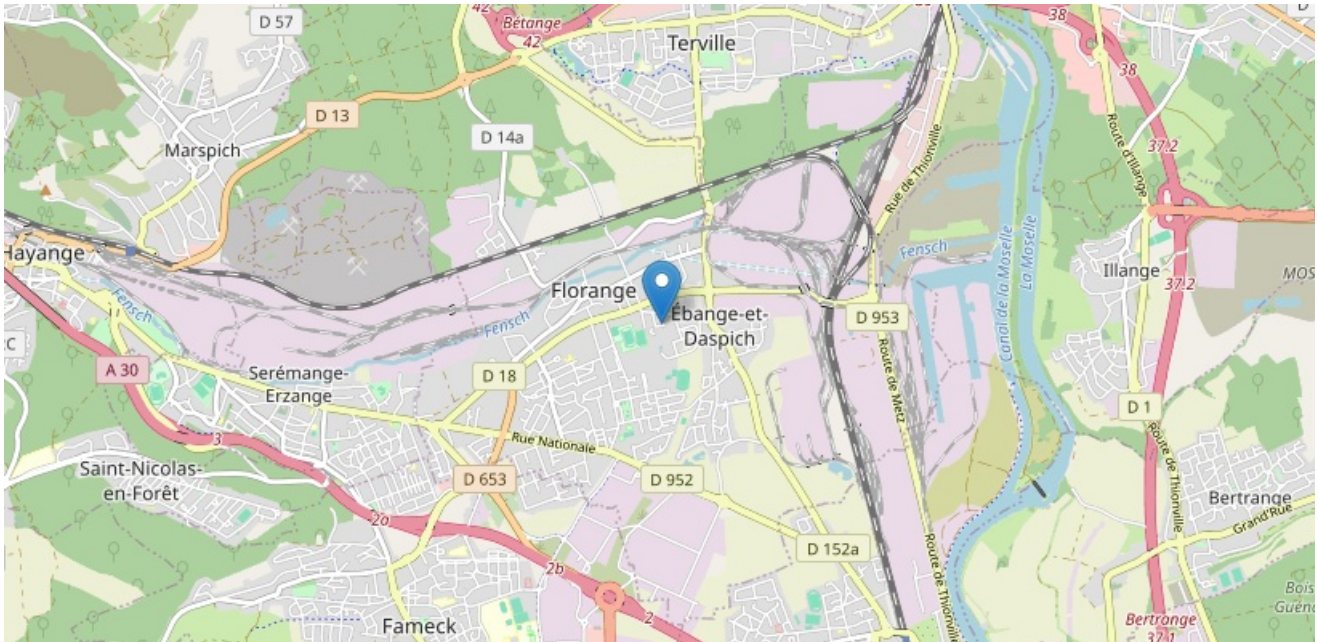 D 57
42
Bétange
42
Terville
38
38
D
D 13
D 14a
Marspich
37.2
Route d'Illange
Rue de Thionville
Hayange
Fensch
Canal de la Moselle
La Moselle
Illange
MOS
37.2
Florange
Ébange-et-
Daspich
Fensch
Fensch
D 953
A 30
Serémange-
Erzange
D 18
Route de Metz
D 1
3
Rue Nationale
Saint-Nicolas-
en-Forêt
D 653
D 952
Route de Thionville
Bertrange
Grand'Rue
2a
D 152a
2b
Route de Thionville
2
Fameck
Bois
Guén
Bertrange
37.1